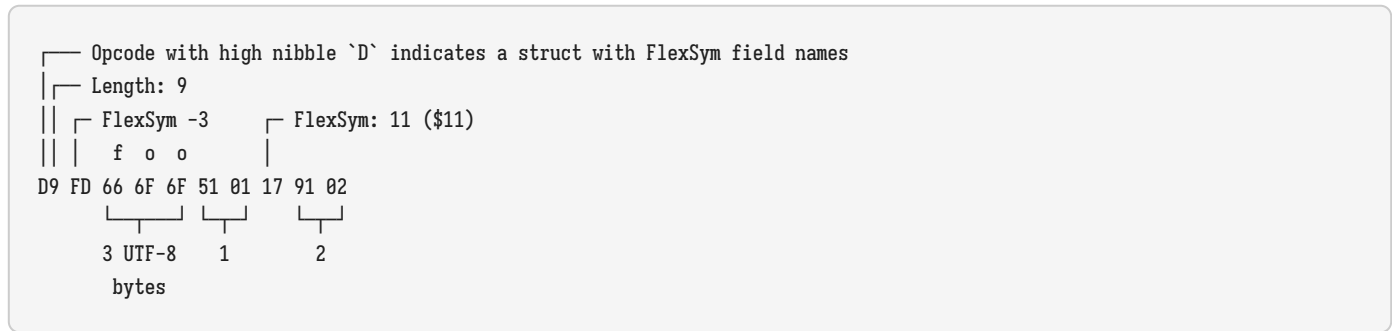 ┌── Opcode with high nibble `D` indicates a struct with FlexSym field names
│┌── Length: 9
││ ┌─ FlexSym -3     ┌─ FlexSym: 11 ($11)
││ │   f  o  o       │
D9 FD 66 6F 6F 51 01 17 91 02
      └──┬───┘ └─┬─┘    └─┬─┘
      3 UTF-8    1        2
       bytes